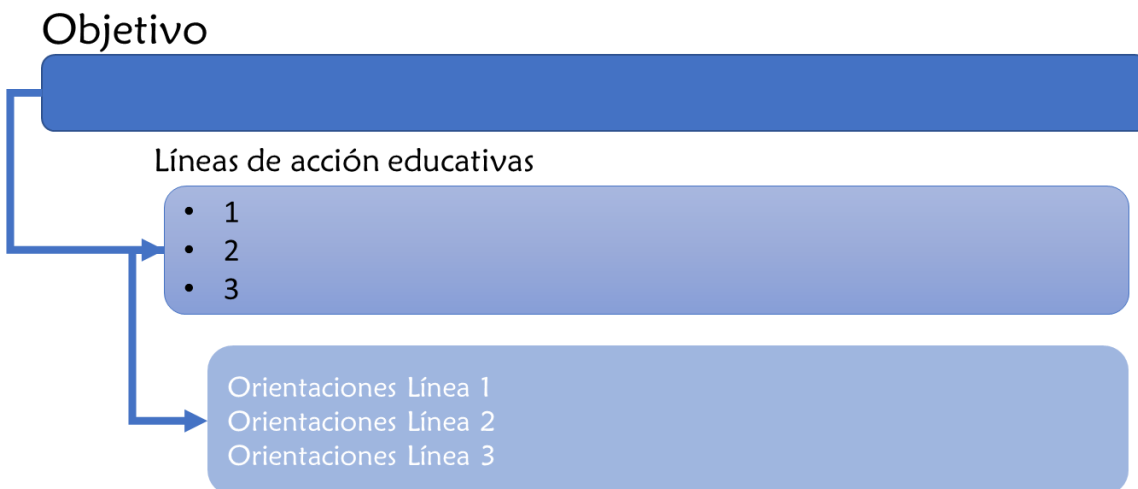 Objetivo
Líneas de acción educativas
• 1
• 2
• 3
Orientaciones Línea 1
Orientaciones Línea 2
Orientaciones Línea 3